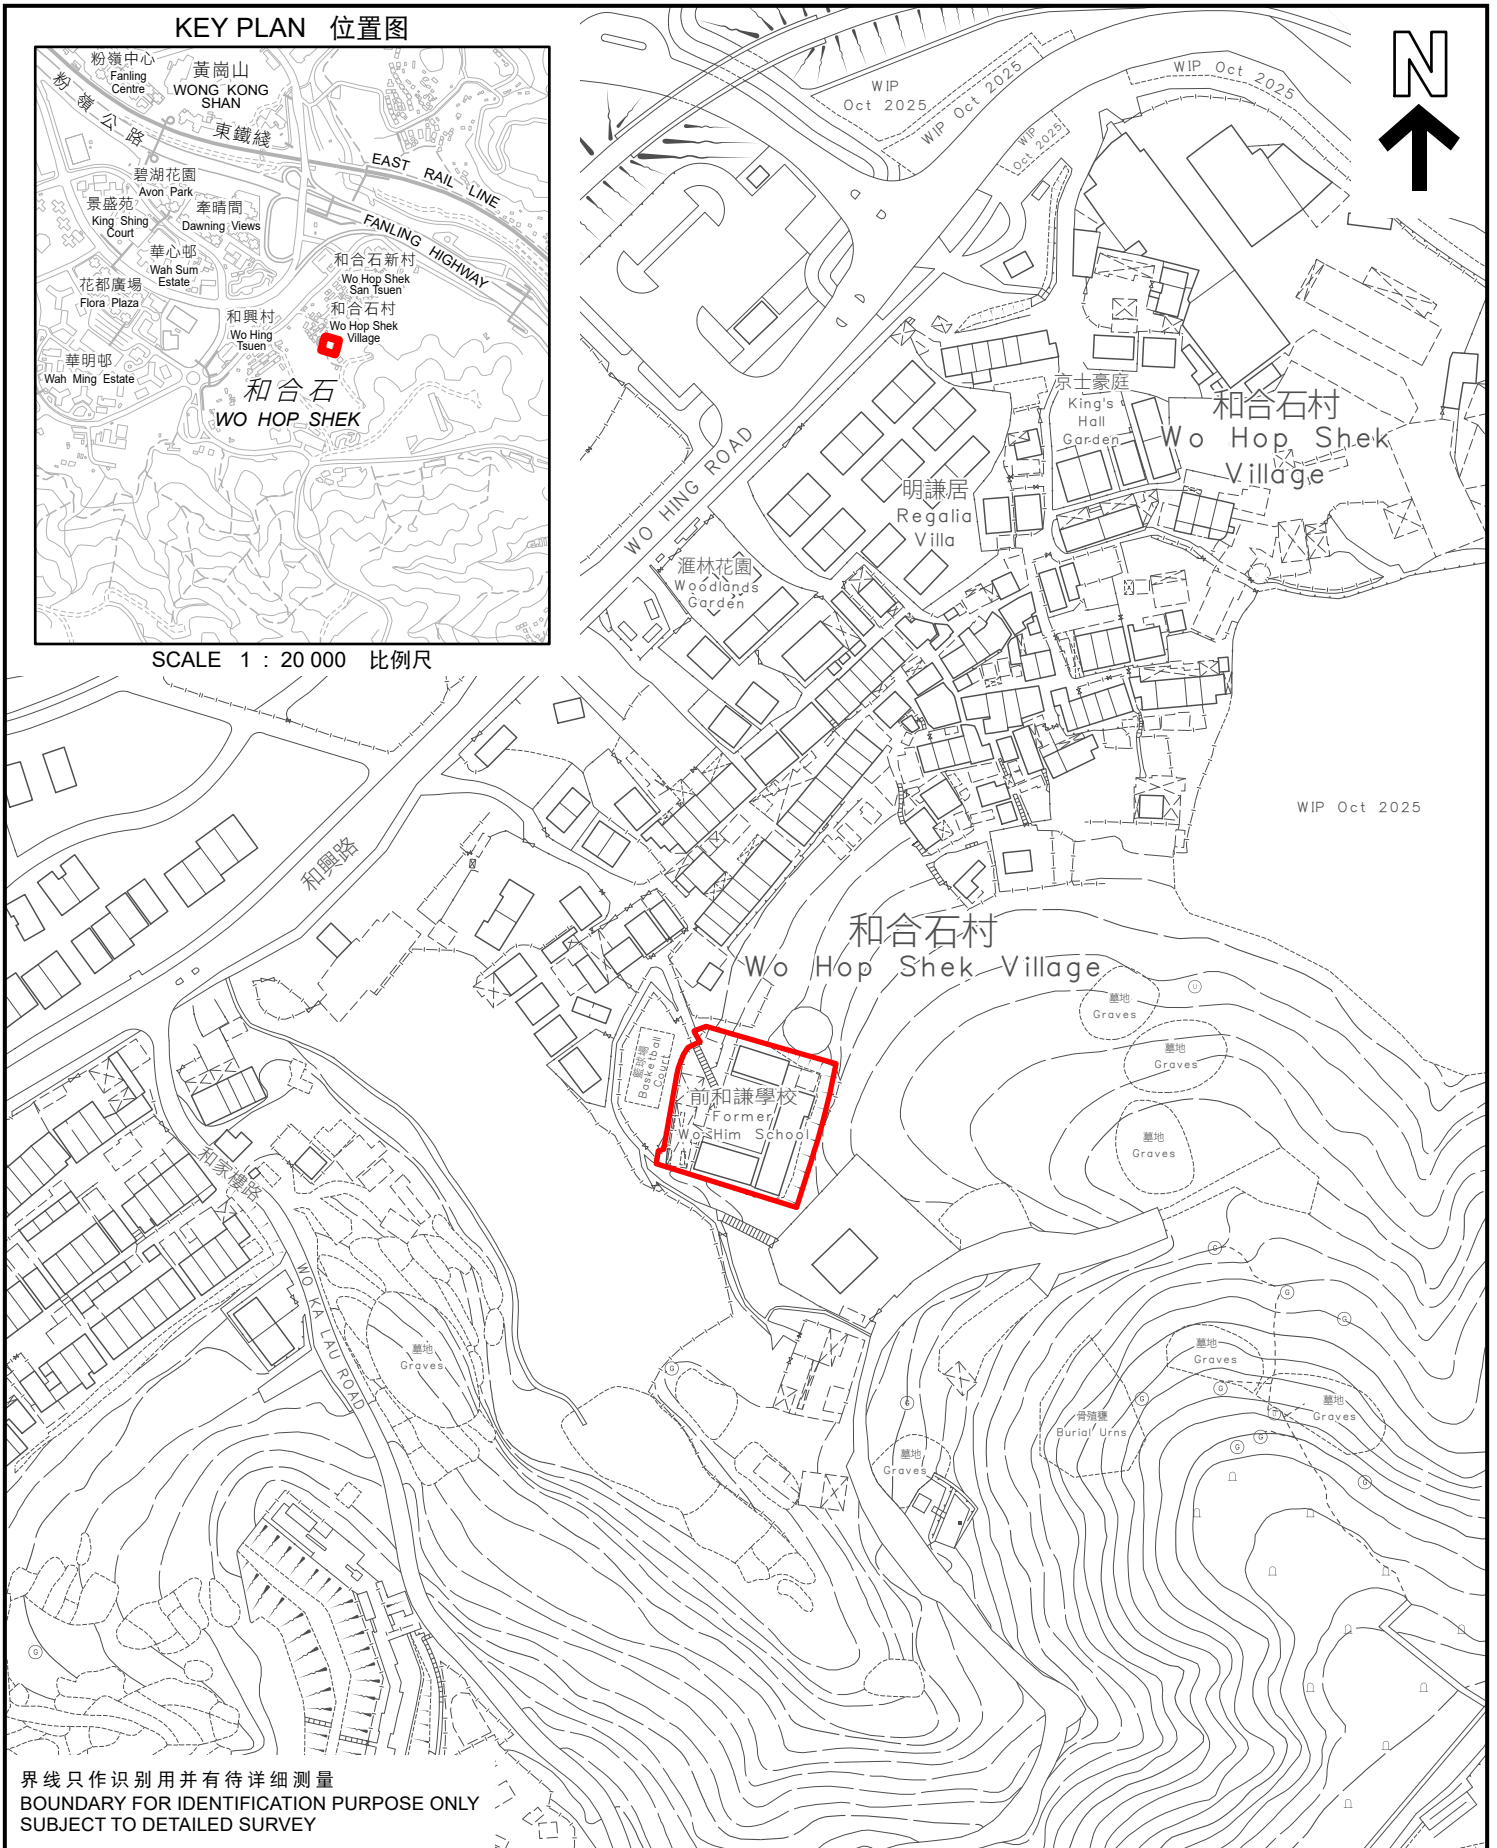 KEY PLAN 位置图
粉嶺中心
Fanling
Centre
黃崗山
WONG KONG
SHAN
粉嶺公路
東鐵綫
EAST RAIL LINE
碧湖花園
Avon Park
景盛苑
King Shing
Court
牽晴間
Dawning Views
FANLING HIGHWAY
華心邨
Wah Sum
Estate
和合石新村
Wo Hop Shek
San Tsuen
花都廣場
Flora Plaza
和興村
Wo Hing
Tsuen
和合石村
Wo Hop Shek
Village
華明邨
Wah Ming Estate
和合石
WO HOP SHEK
SCALE 1 : 20 000 比例尺
N
WIP
Oct 2025
WIP Oct 2025
WIP
Oct 2025
WIP Oct 2025
京士豪庭
King's
Hall
Garden
和合石村
Wo Hop Shek
Village
明謙居
Regalia
Villa
WO HING ROAD
滙林花園
Woodlands
Garden
WIP Oct 2025
和興路
和合石村
Wo Hop Shek Village
墓地
Graves
U
墓地
Graves
籃球場
Basketball
Court
前和謙學校
Former
Wo Him School
墓地
Graves
和家樓路
WO KA LAU ROAD
墓地
Graves
G
G
G
G
墓地
Graves
G
墓地
Graves
G
G
骨殖甕
Burial Urns
G
G
墓地
Graves
G
G
界线只作识别用并有待详细测量
BOUNDARY FOR IDENTIFICATION PURPOSE ONLY
SUBJECT TO DETAILED SURVEY